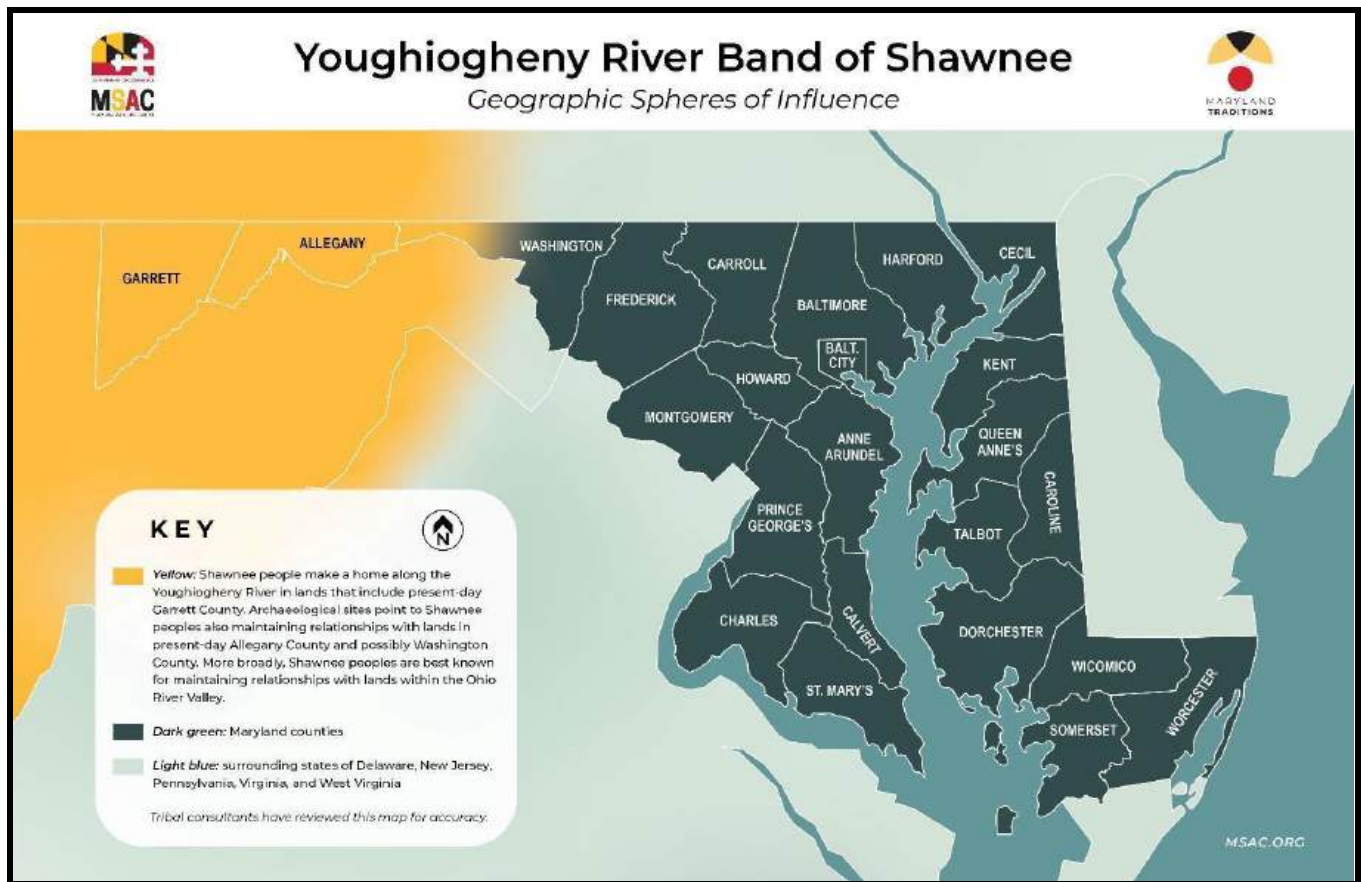 Youghiogheny River Band of Shawnee
Geographic Spheres of Influence
MSAC
MARYLAND
TRADITIONS
GARRETT
ALLEGANY
WASHINGTON
FREDERICK
CARROLL
BALTIMORE
HARFORD
CECIL
BALT.
CITY
KENT
HOWARD
MONTGOMERY
ANNE
ARUNDEL
QUEEN
ANNE'S
CAROLINE
PRINCE
GEORGE'S
TALBOT
CHARLES
CALVERT
DORCHESTER
WICOMICO
ST. MARY'S
SOMERSET
WORCESTER
KEY
N
Yellow: Shawnee people make a home along the
Youghiogheny River in lands that include present-day
Garrett County. Archaeological sites point to Shawnee
peoples also maintaining relationships with lands in
present-day Allegany County and possibly Washington
County. More broadly, Shawnee peoples are best known
for maintaining relationships with lands within the Ohio
River Valley.
Dark green: Maryland counties
Light blue: surrounding states of Delaware, New Jersey,
Pennsylvania, Virginia, and West Virginia
Tribal consultants have reviewed this map for accuracy.
MSAC.ORG